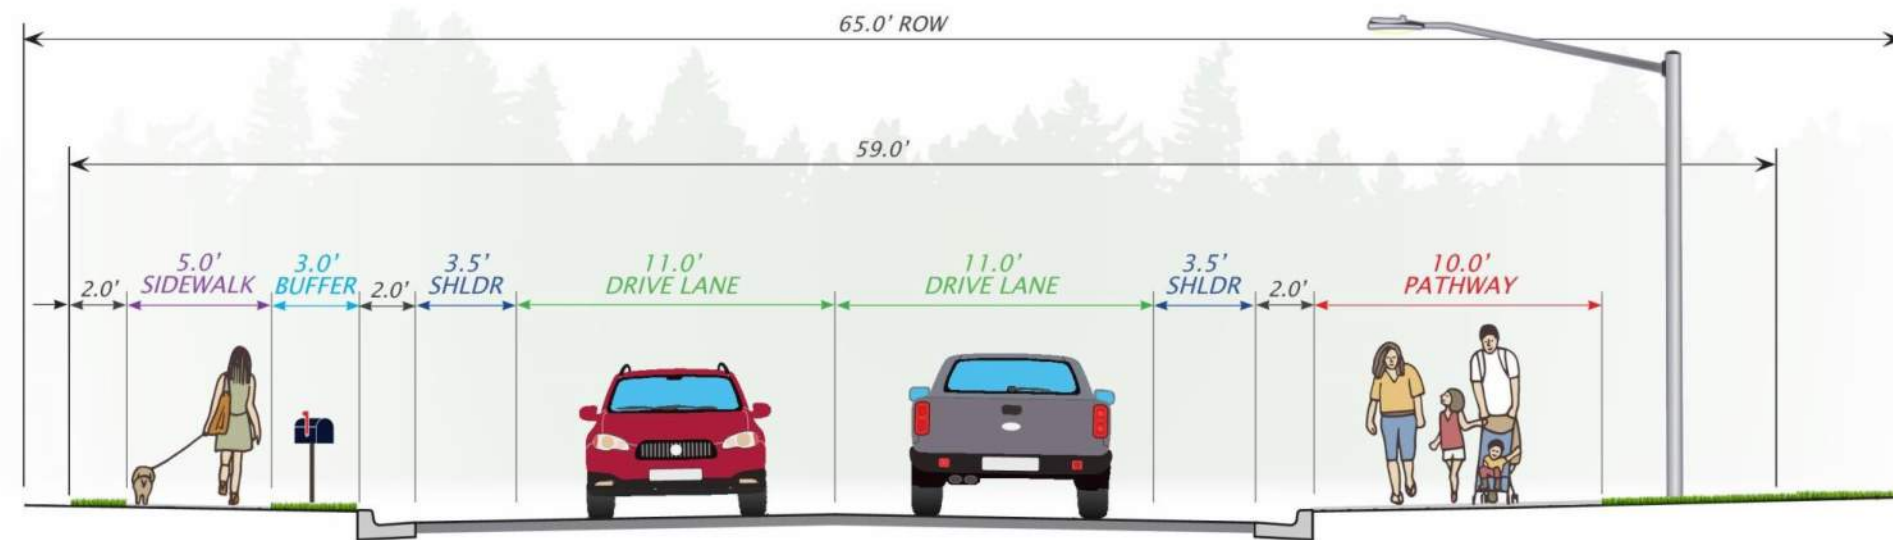 65.0' ROW
59.0'
2.0'
5.0'
SIDEWALK
3.0'
BUFFER
2.0'
3.5'
SHLDR
11.0'
DRIVE LANE
11.0'
DRIVE LANE
3.5'
SHLDR
2.0'
10.0'
PATHWAY